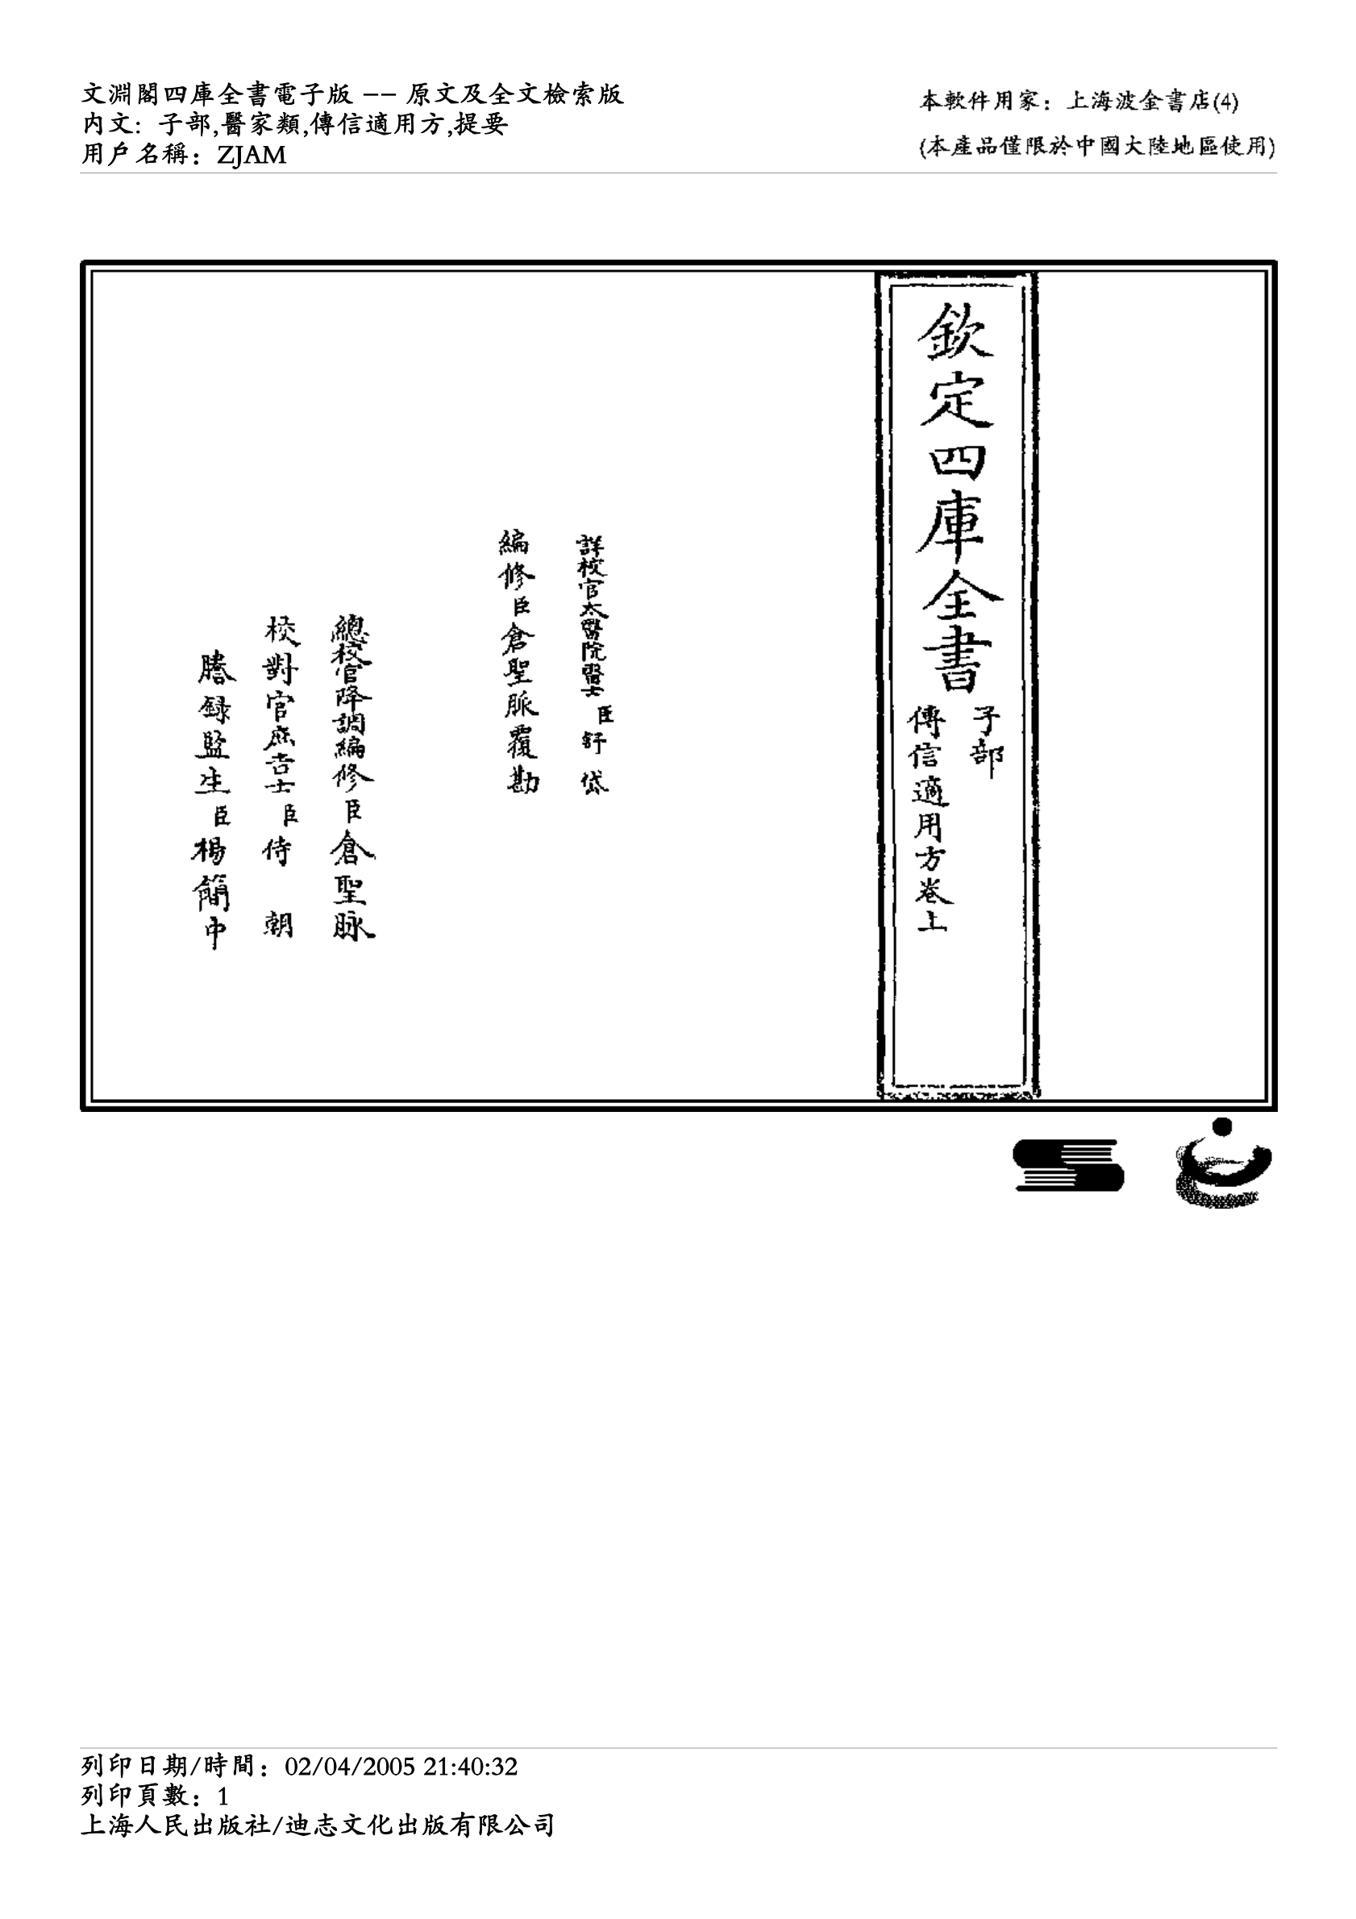 文淵閣四庫全書電子版 -- 原文及全文檢索版
內文: 子部,醫家類,傳信適用方,提要
用戶名稱: ZJAM
本軟件用家: 上海波金書店(4)
(本產品僅限於中國大陸地區使用)
欽定四庫全書
子部
傳信適用方卷上
詳校官太醫院醫士臣舒岱
編修臣倉聖脈覆勘
總校官降調編修臣倉聖脉
校對官庶吉士臣侍朝
謄録監生臣楊簡中
列印日期/時間: 02/04/2005 21:40:32
列印頁數: 1
上海人民出版社/迪志文化出版有限公司